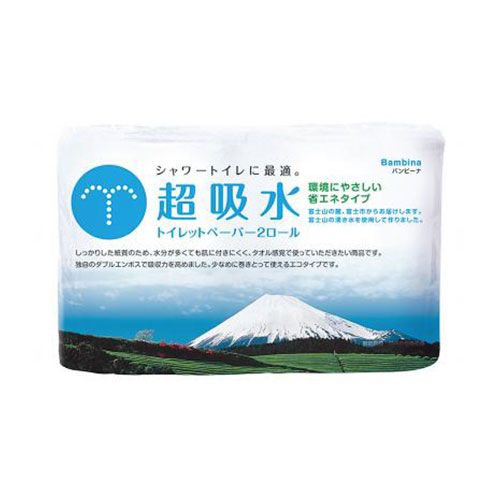 Bambina
バンビーナ
シャワートイレに最適。
超吸水
トイレットペーパー2ロール
環境にやさしい
省エネタイプ
富士山の麓、富士市からお届けします。
富士山の湧き水を使用して作りました。
しっかりした紙質のため、水分が多くても肌に付きにくく、タオル感覚で使っていただきたい商品です。
独自のダブルエンボスで吸収力を高めました。少なめに巻きとって使えるエコタイプです。